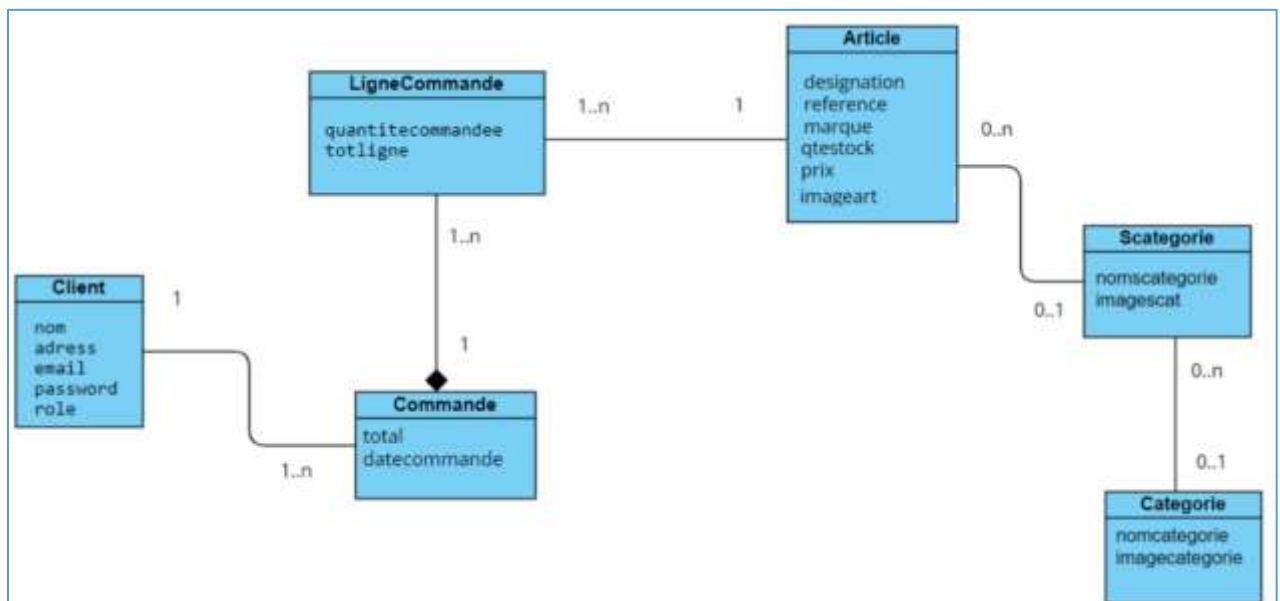 Article
designation
reference
marque
qtestock
prix
imageart
LigneCommande
quantitecommandee
totligne
1..n
1
0..n
1..n
1
Scategorie
nomscategorie
imagescat
0..1
0..n
0..1
Client
nom
adress
email
password
role
1
1..n
Commande
total
datecommande
Categorie
nomcategorie
imagecategorie